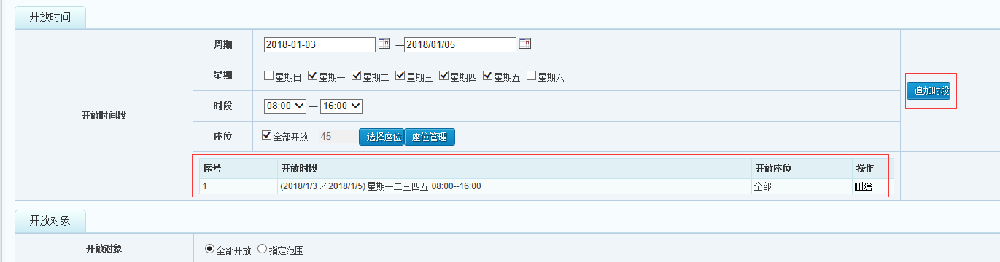 开放时间
周期 2018-01-03 —2018/01/05
星期 星期日 星期一 星期二 星期三 星期四 星期五 星期六
追加时段
时段 08:00 — 16:00
开放时间段
座位 全部开放 45 选择座位 座位管理
序号 开放时段 开放座位 操作
1 (2018/1/3 ／2018/1/5) 星期一二三四五 08:00--16:00 全部 删除
开放对象
开放对象 全部开放 指定范围